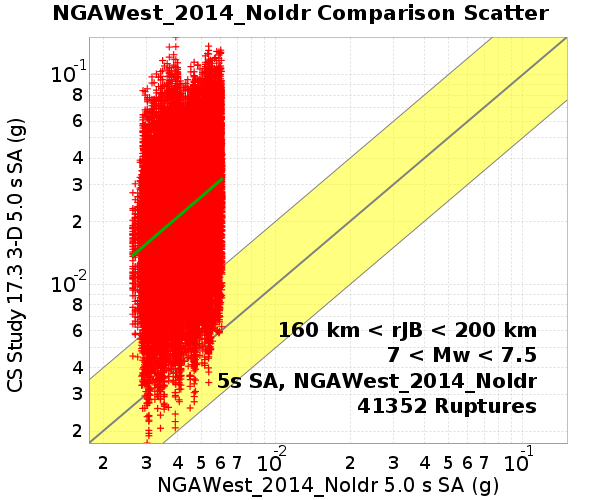 NGAWest_2014_NoIdr Comparison Scatter
CS Study 17.3 3-D 5.0 s SA (g)
10-1
8
6
4
3
2
10-2
8
6
4
3
2
160 km < rJB < 200 km
7 < Mw < 7.5
5s SA, NGAWest_2014_NoIdr
41352 Ruptures
2 3 4 5 6 7 10-2 2 3 4 5 6 7 10-1
NGAWest_2014_NoIdr 5.0 s SA (g)